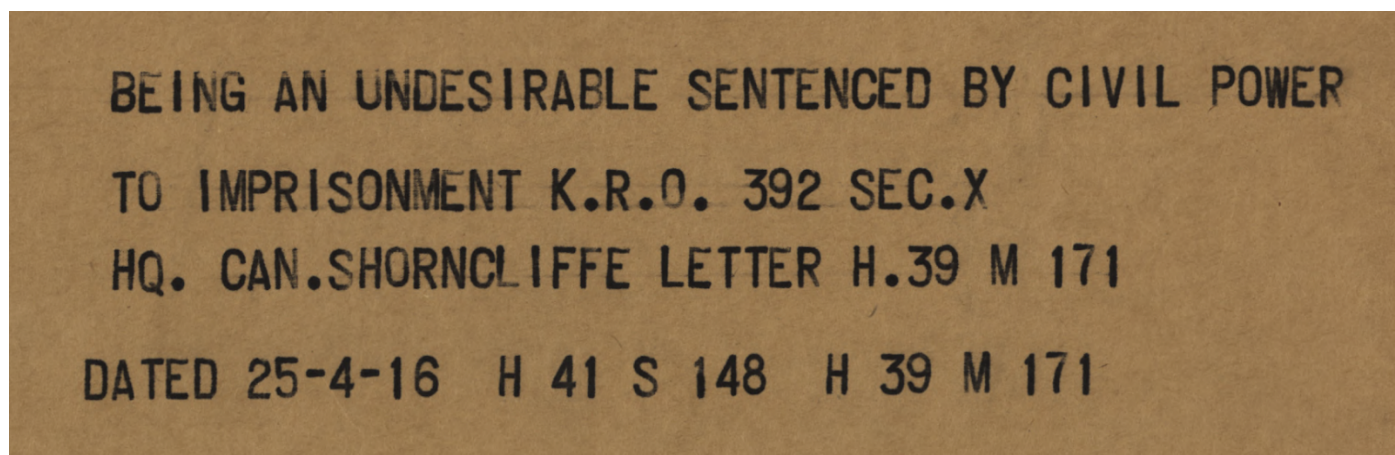 BEING AN UNDESIRABLE SENTENCED BY CIVIL POWER
TO IMPRISONMENT K.R.O. 392 SEC.X
HQ. CAN.SHORNCLIFFE LETTER H.39 M 171
DATED 25-4-16 H 41 S 148 H 39 M 171